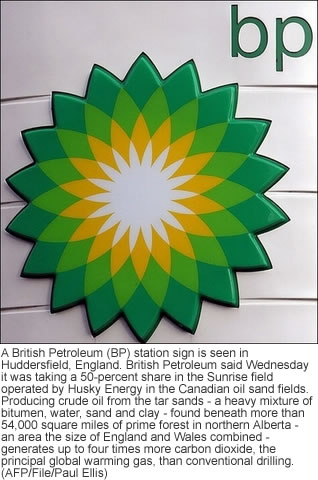 bp
A British Petroleum (BP) station sign is seen in
Huddersfield, England. British Petroleum said Wednesday
it was taking a 50-percent share in the Sunrise field
operated by Husky Energy in the Canadian oil sand fields.
Producing crude oil from the tar sands - a heavy mixture of
bitumen, water, sand and clay - found beneath more than
54,000 square miles of prime forest in northern Alberta -
an area the size of England and Wales combined -
generates up to four times more carbon dioxide, the
principal global warming gas, than conventional drilling.
(AFP/File/Paul Ellis)